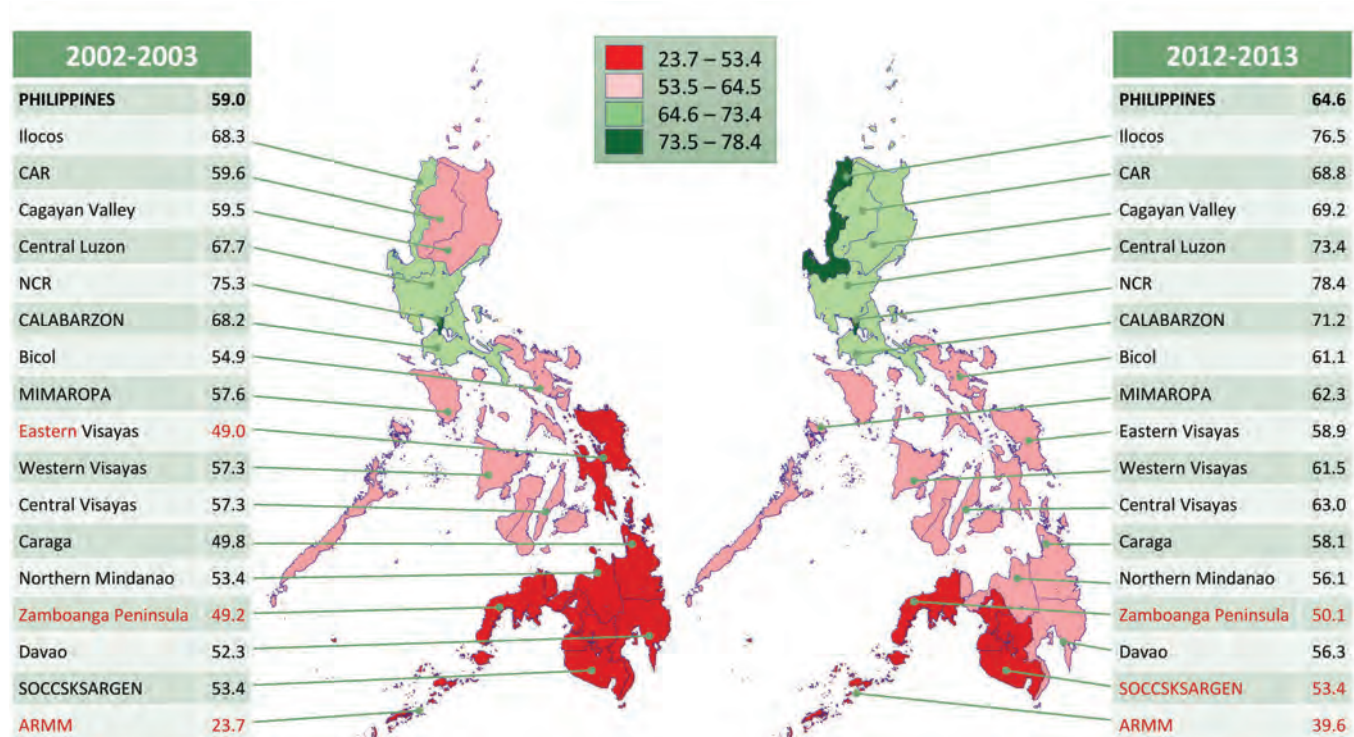 2002-2003
PHILIPPINES 59.0
Ilocos 68.3
CAR 59.6
Cagayan Valley 59.5
Central Luzon 67.7
NCR 75.3
CALABARZON 68.2
Bicol 54.9
MIMAROPA 57.6
Eastern Visayas 49.0
Western Visayas 57.3
Central Visayas 57.3
Caraga 49.8
Northern Mindanao 53.4
Zamboanga Peninsula 49.2
Davao 52.3
SOCCSKSARGEN 53.4
ARMM 23.7
23.7 – 53.4
53.5 – 64.5
64.6 – 73.4
73.5 – 78.4
2012-2013
PHILIPPINES 64.6
Ilocos 76.5
CAR 68.8
Cagayan Valley 69.2
Central Luzon 73.4
NCR 78.4
CALABARZON 71.2
Bicol 61.1
MIMAROPA 62.3
Eastern Visayas 58.9
Western Visayas 61.5
Central Visayas 63.0
Caraga 58.1
Northern Mindanao 56.1
Zamboanga Peninsula 50.1
Davao 56.3
SOCCSKSARGEN 53.4
ARMM 39.6